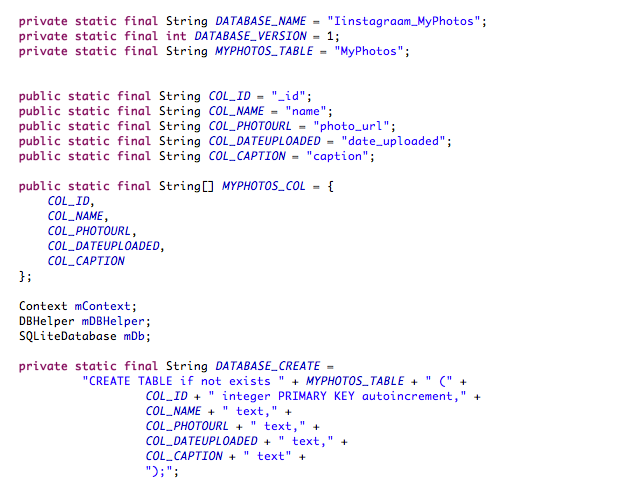 private static final String DATABASE_NAME = "Iinstagraam_MyPhotos";
private static final int DATABASE_VERSION = 1;
private static final String MYPHOTOS_TABLE = "MyPhotos";
public static final String COL_ID = "_id";
public static final String COL_NAME = "name";
public static final String COL_PHOTOURL = "photo_url";
public static final String COL_DATEUPLOADED = "date_uploaded";
public static final String COL_CAPTION = "caption";
public static final String[] MYPHOTOS_COL = {
COL_ID,
COL_NAME,
COL_PHOTOURL,
COL_DATEUPLOADED,
COL_CAPTION
};
Context mContext;
DBHelper mDBHelper;
SQLiteDatabase mDb;
private static final String DATABASE_CREATE =
"CREATE TABLE if not exists " + MYPHOTOS_TABLE + " (" +
COL_ID + " integer PRIMARY KEY autoincrement," +
COL_NAME + " text," +
COL_PHOTOURL + " text," +
COL_DATEUPLOADED + " text," +
COL_CAPTION + " text" +
");";